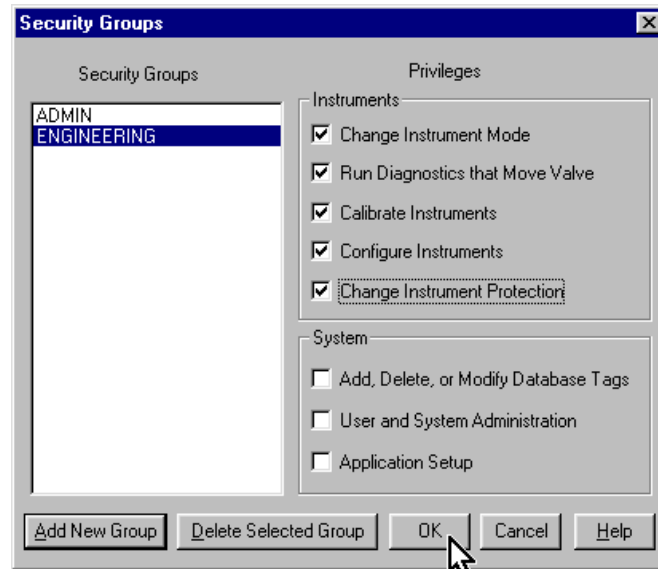 Security Groups
Security Groups
Privileges
ADMIN
ENGINEERING
Instruments
Change Instrument Mode
Run Diagnostics that Move Valve
Calibrate Instruments
Configure Instruments
Change Instrument Protection
System
Add, Delete, or Modify Database Tags
User and System Administration
Application Setup
Add New Group
Delete Selected Group
OK
Cancel
Help